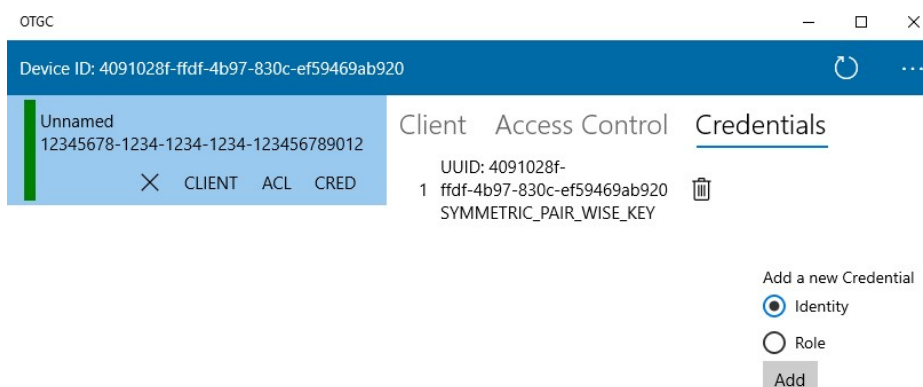 OTGC
Device ID: 4091028f-ffdf-4b97-830c-ef59469ab920
Unnamed
12345678-1234-1234-1234-123456789012
CLIENT ACL CRED
Client Access Control Credentials
UUID: 4091028f-
1 ffdf-4b97-830c-ef59469ab920
SYMMETRIC_PAIR_WISE_KEY
Add a new Credential
Identity
Role
Add